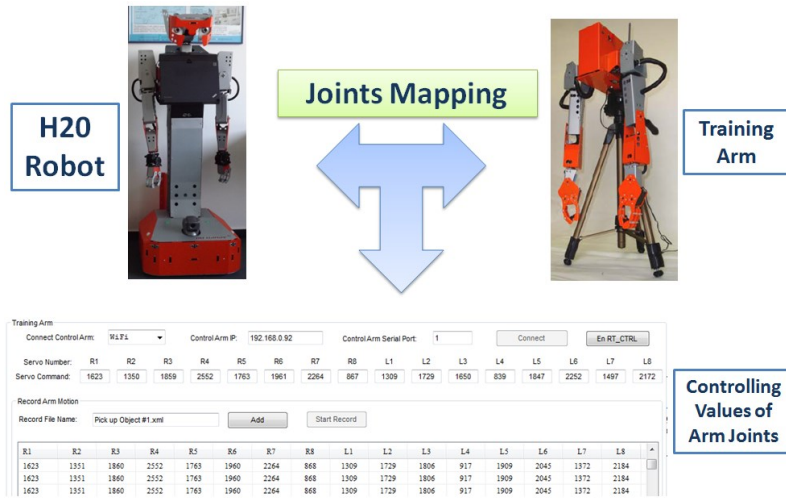 Joints Mapping
H20
Robot
Training
Arm
Training Arm
Connect Control Arm: WiFi Control Arm IP: 192.168.0.92 Control Arm Serial Port: 1 Connect En RT_CTRL
Servo Number: R1 R2 R3 R4 R5 R6 R7 R8 L1 L2 L3 L4 L5 L6 L7 L8
Servo Command: 1623 1350 1859 2552 1763 1961 2264 867 1309 1729 1650 839 1847 2252 1497 2172
Controlling
Values of
Arm Joints
Record Arm Motion
Record File Name: Pick up Object #1.xml Add Start Record
R1 R2 R3 R4 R5 R6 R7 R8 L1 L2 L3 L4 L5 L6 L7 L8
1623 1351 1860 2552 1763 1960 2264 868 1309 1729 1806 917 1909 2045 1372 2184
1623 1351 1860 2552 1763 1960 2264 868 1309 1729 1806 917 1909 2045 1372 2184
1623 1351 1860 2552 1763 1960 2264 868 1309 1729 1806 917 1909 2045 1372 2184